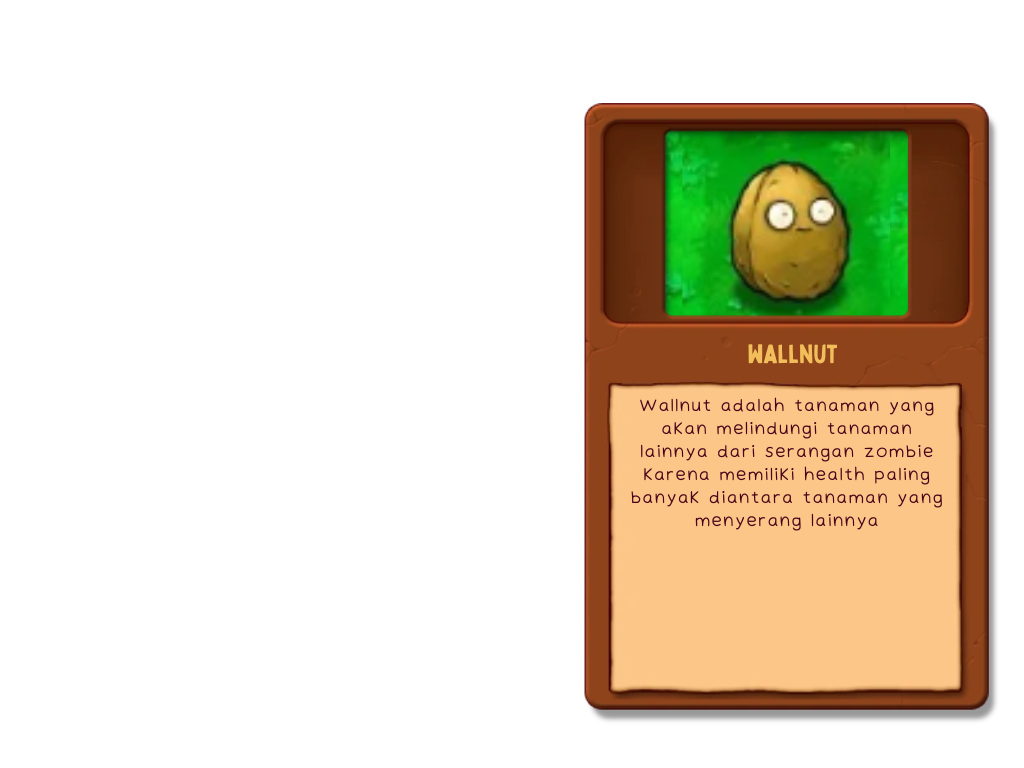 WALLNUT
Wallnut adalah tanaman yang
akan melindungi tanaman
lainnya dari serangan zombie
karena memiliki health paling
banyak diantara tanaman yang
menyerang lainnya